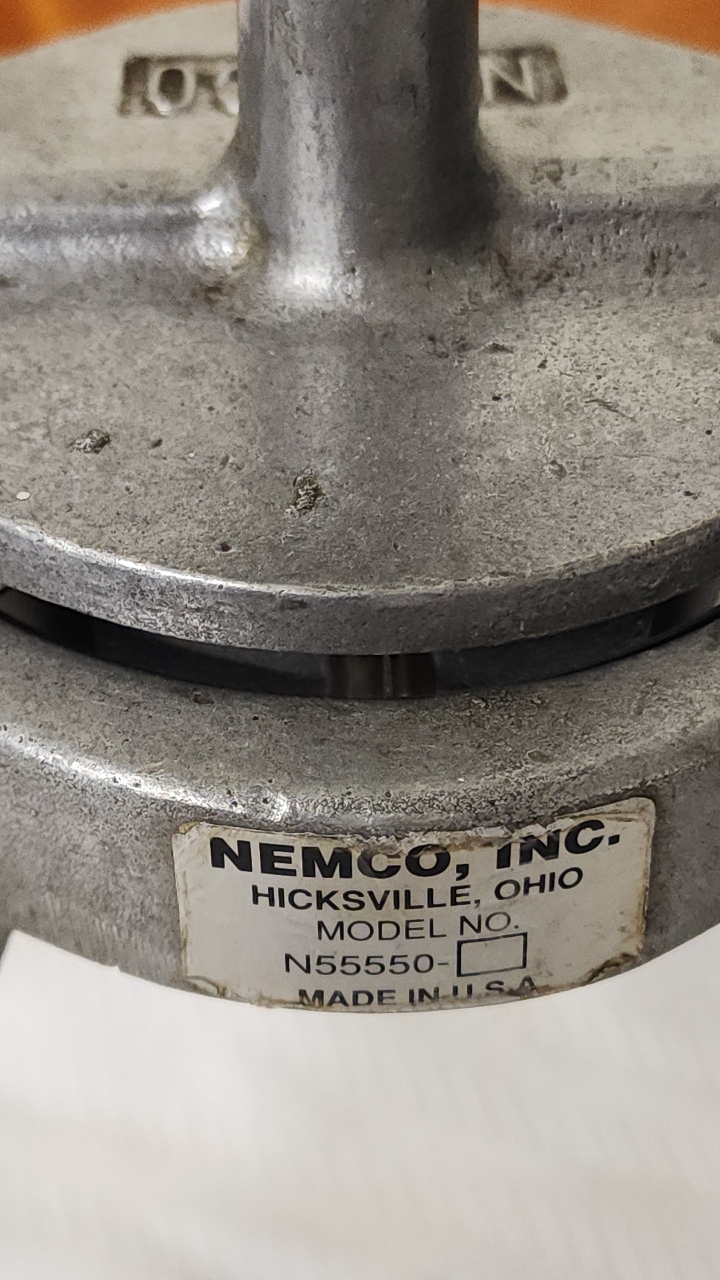 NEMCO, INC.
HICKSVILLE, OHIO
MODEL NO.
N55550-
MADE IN U.S.A